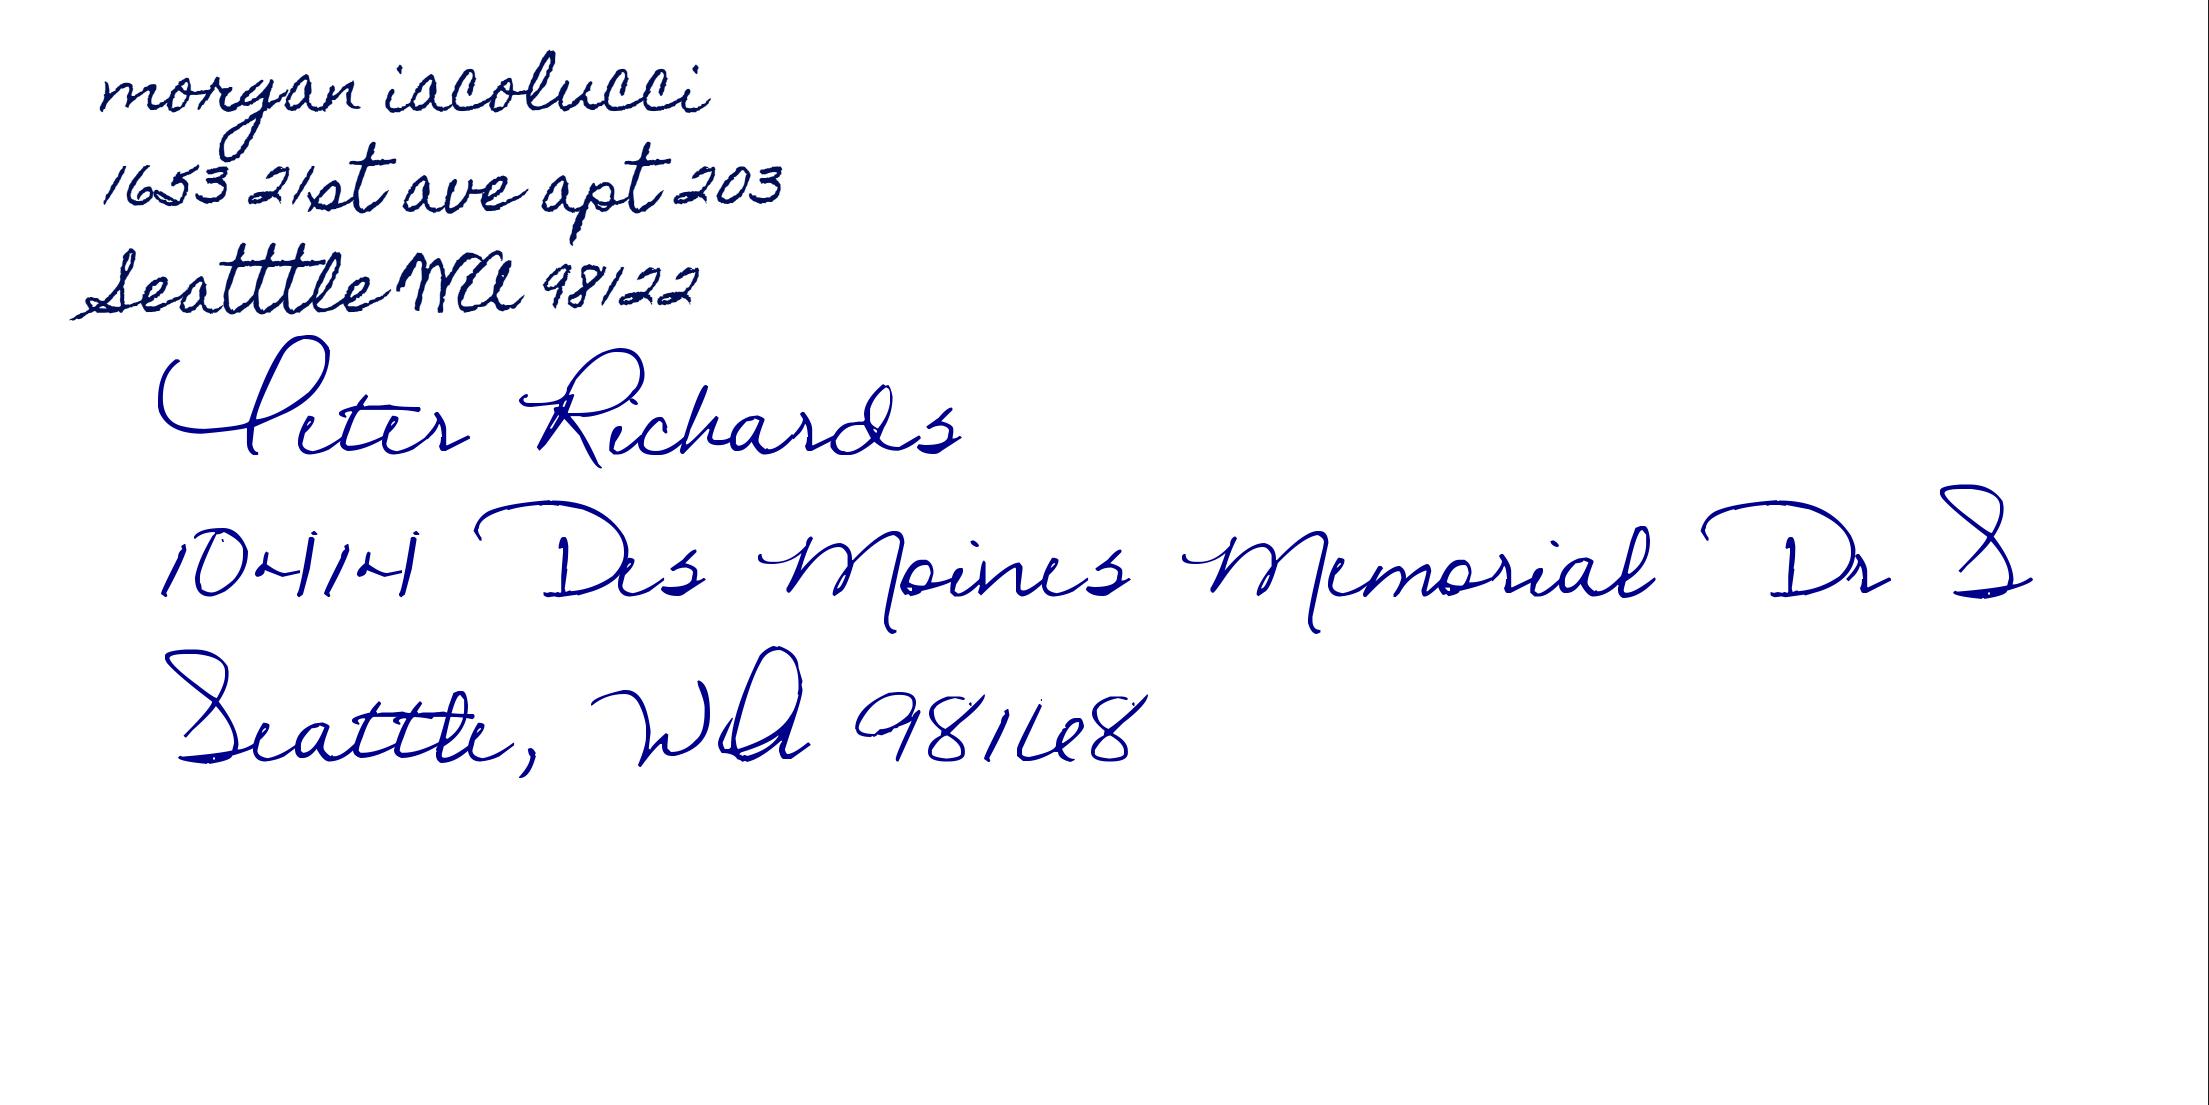 morgan iacolucci
1653 21st ave apt 203
Seatttle WA 98122
Peter Richards
10414 Des Moines Memorial Dr S
Seattle, WA 98168